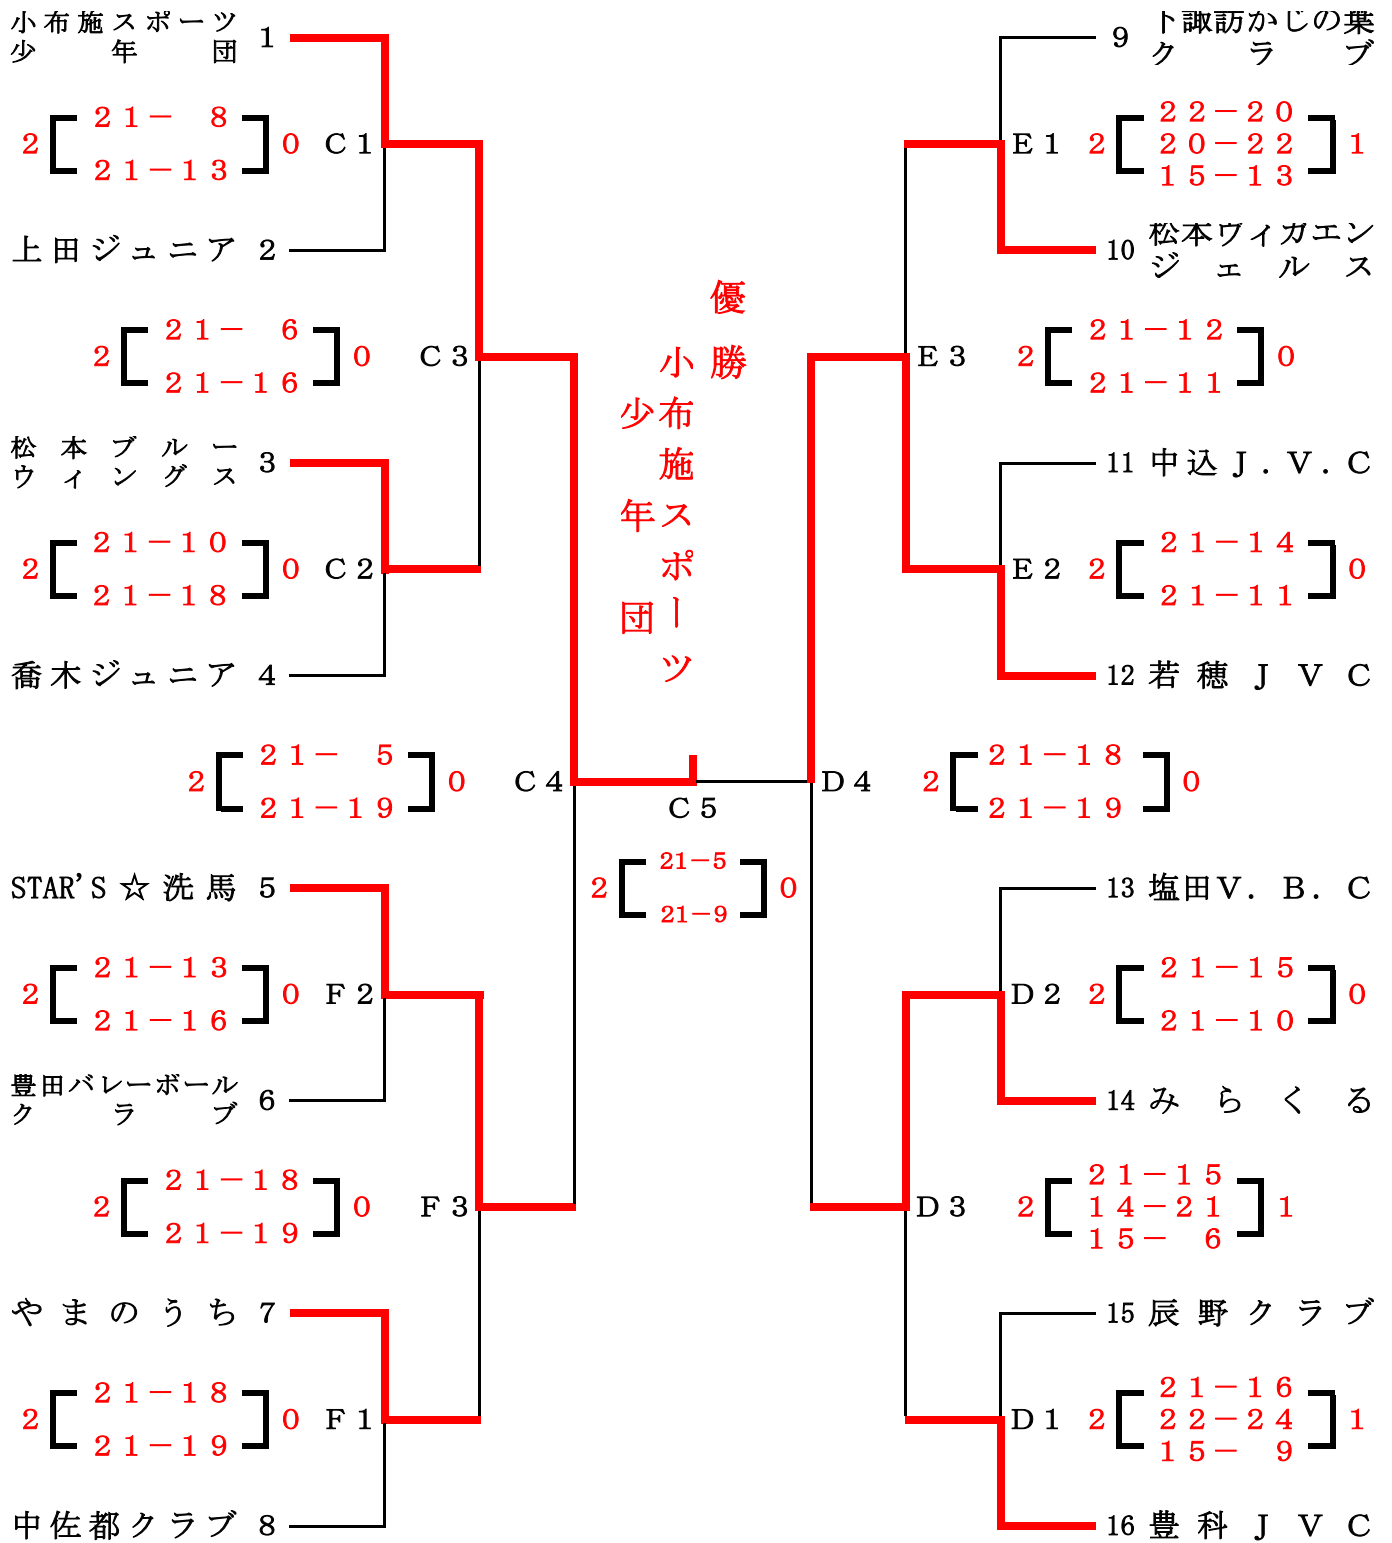 小布施スポーツ
少年団 1
2 21－ 8 0 C1
21－13
上田ジュニア 2
2 21－ 6 0 C3
21－16
松本ブルー
ウィングス 3
2 21－10 0 C2
21－18
喬木ジュニア 4
2 21－ 5 0 C4
21－19
STAR'S☆洗馬 5
2 21－13 0 F2
21－16
豊田バレーボール
クラブ 6
2 21－18 0 F3
21－19
やまのうち 7
2 21－18 0 F1
21－19
中佐都クラブ 8
優勝
小布施スポーツ
少年団
C5
2 21－5 0
21－9
9 下諏訪かじの葉
クラブ
E1 2 22－20 1
20－22
15－13
10 松本ヴィガエン
ジェルス
E3 2 21－12 0
21－11
11 中込J.V.C
E2 2 21－14 0
21－11
12 若穂JVC
D4 2 21－18 0
21－19
13 塩田V.B.C
D2 2 21－15 0
21－10
14 みらくる
D3 2 21－15 1
14－21
15－ 6
15 辰野クラブ
D1 2 21－16 1
22－24
15－ 9
16 豊科JVC